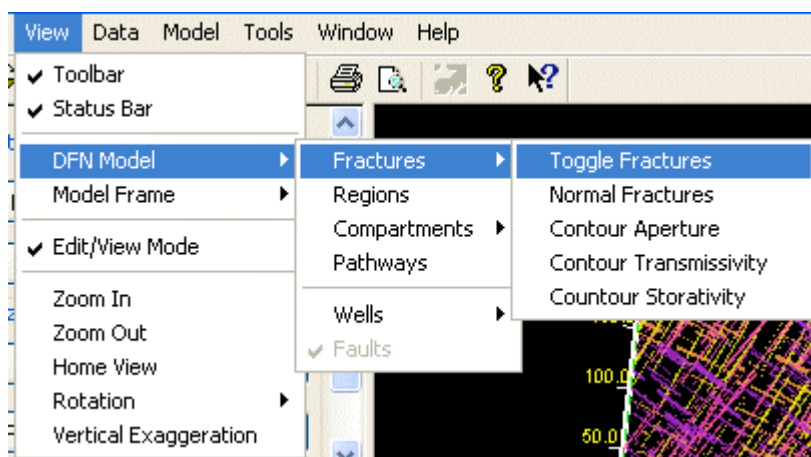 View Data Model Tools Window Help
Toolbar
Status Bar
DFN Model
Model Frame
Edit/View Mode
Zoom In
Zoom Out
Home View
Rotation
Vertical Exaggeration
Fractures
Regions
Compartments
Pathways
Wells
Faults
Toggle Fractures
Normal Fractures
Contour Aperture
Contour Transmissivity
Countour Storativity
100.0
50.0